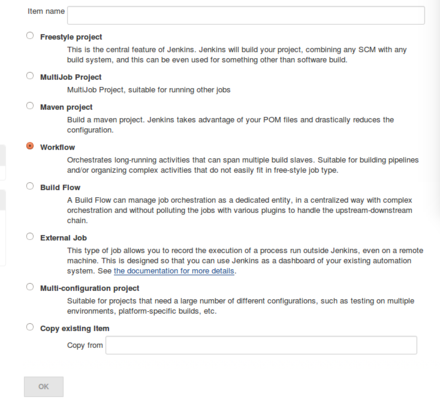 Item name
Freestyle project
This is the central feature of Jenkins. Jenkins will build your project, combining any SCM with any
build system, and this can be even used for something other than software build.
MultiJob Project
MultiJob Project, suitable for running other jobs
Maven project
Build a maven project. Jenkins takes advantage of your POM files and drastically reduces the
configuration.
Workflow
Orchestrates long-running activities that can span multiple build slaves. Suitable for building pipelines
and/or organizing complex activities that do not easily fit in free-style job type.
Build Flow
A Build Flow can manage job orchestration as a dedicated entity, in a centralized way with complex
orchestration and without polluting the jobs with various plugins to handle the upstream-downstream
chain.
External Job
This type of job allows you to record the execution of a process run outside Jenkins, even on a remote
machine. This is designed so that you can use Jenkins as a dashboard of your existing automation
system. See the documentation for more details.
Multi-configuration project
Suitable for projects that need a large number of different configurations, such as testing on multiple
environments, platform-specific builds, etc.
Copy existing Item
Copy from
OK